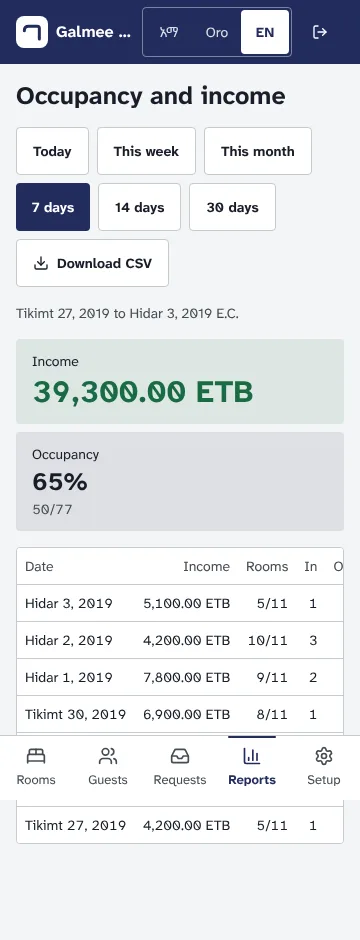 Galmee ...
አማ
Oro
EN
Occupancy and income
Today
This week
This month
7 days
14 days
30 days
Download CSV
Tikimt 27, 2019 to Hidar 3, 2019 E.C.
Income
39,300.00 ETB
Occupancy
65%
50/77
Date Income Rooms In O
Hidar 3, 2019 5,100.00 ETB 5/11 1
Hidar 2, 2019 4,200.00 ETB 10/11 3
Hidar 1, 2019 7,800.00 ETB 9/11 2
Tikimt 30, 2019 6,900.00 ETB 8/11 1
Rooms Guests Requests Reports Setup
Tikimt 27, 2019 4,200.00 ETB 5/11 1